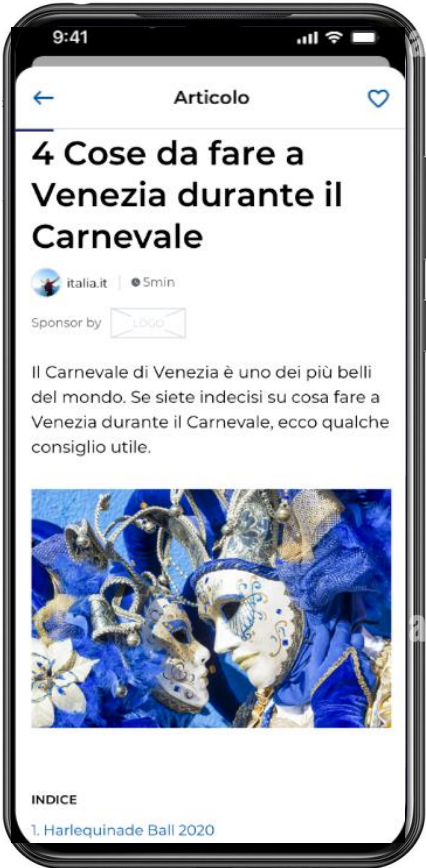 9:41
Articolo
4 Cose da fare a
Venezia durante il
Carnevale
italia.it
5min
Sponsor by
LOGO
Il Carnevale di Venezia è uno dei più belli
del mondo. Se siete indecisi su cosa fare a
Venezia durante il Carnevale, ecco qualche
consiglio utile.
INDICE
1. Harlequinade Ball 2020
a
a